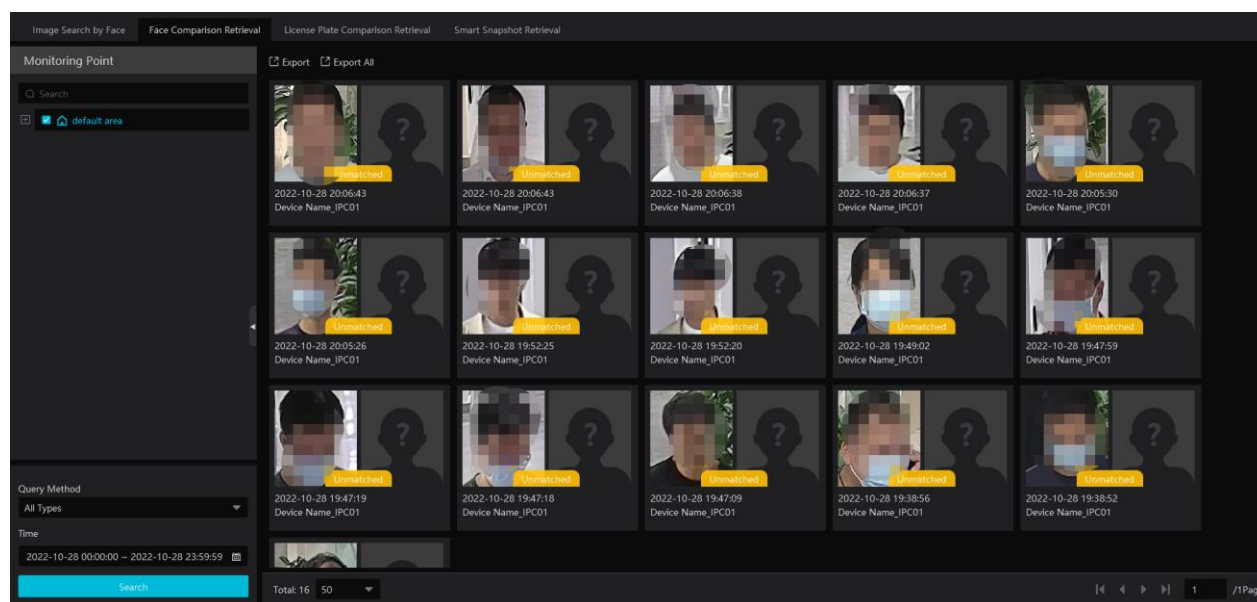 Image Search by Face Face Comparison Retrieval License Plate Comparison Retrieval Smart Snapshot Retrieval
Monitoring Point
Export Export All
Search
default area
? ? ? ? ?
Unmatched Unmatched Unmatched Unmatched Unmatched
2022-10-28 20:06:43 2022-10-28 20:06:43 2022-10-28 20:06:38 2022-10-28 20:06:37 2022-10-28 20:05:30
Device Name_IPC01 Device Name_IPC01 Device Name_IPC01 Device Name_IPC01 Device Name_IPC01
? ? ? ? ?
Unmatched Unmatched Unmatched Unmatched Unmatched
2022-10-28 20:05:26 2022-10-28 19:52:25 2022-10-28 19:52:20 2022-10-28 19:49:02 2022-10-28 19:47:59
Device Name_IPC01 Device Name_IPC01 Device Name_IPC01 Device Name_IPC01 Device Name_IPC01
? ? ? ? ?
Unmatched Unmatched Unmatched Unmatched Unmatched
2022-10-28 19:47:19 2022-10-28 19:47:18 2022-10-28 19:47:09 2022-10-28 19:38:56 2022-10-28 19:38:52
Device Name_IPC01 Device Name_IPC01 Device Name_IPC01 Device Name_IPC01 Device Name_IPC01
Query Method
All Types
Time
2022-10-28 00:00:00 ~ 2022-10-28 23:59:59
Search
Total: 16 50 1 /1Pag